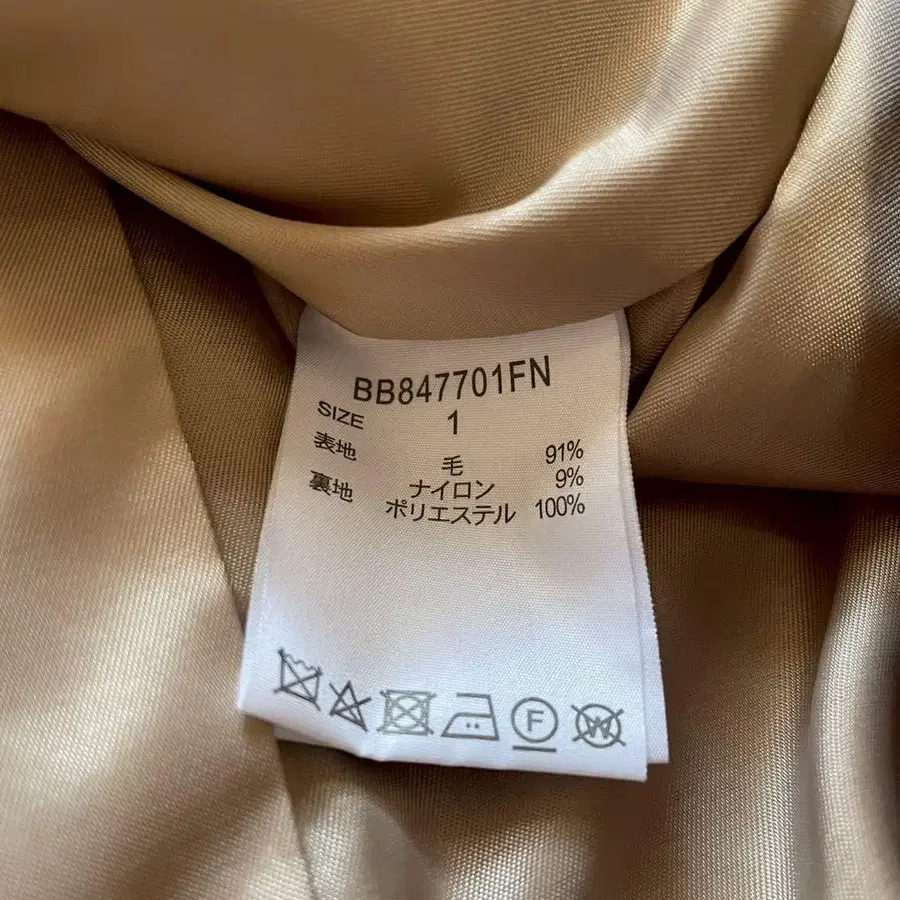 BB847701FN
SIZE 1
表地 毛 91%
ナイロン 9%
裏地 ポリエステル 100%
F
W